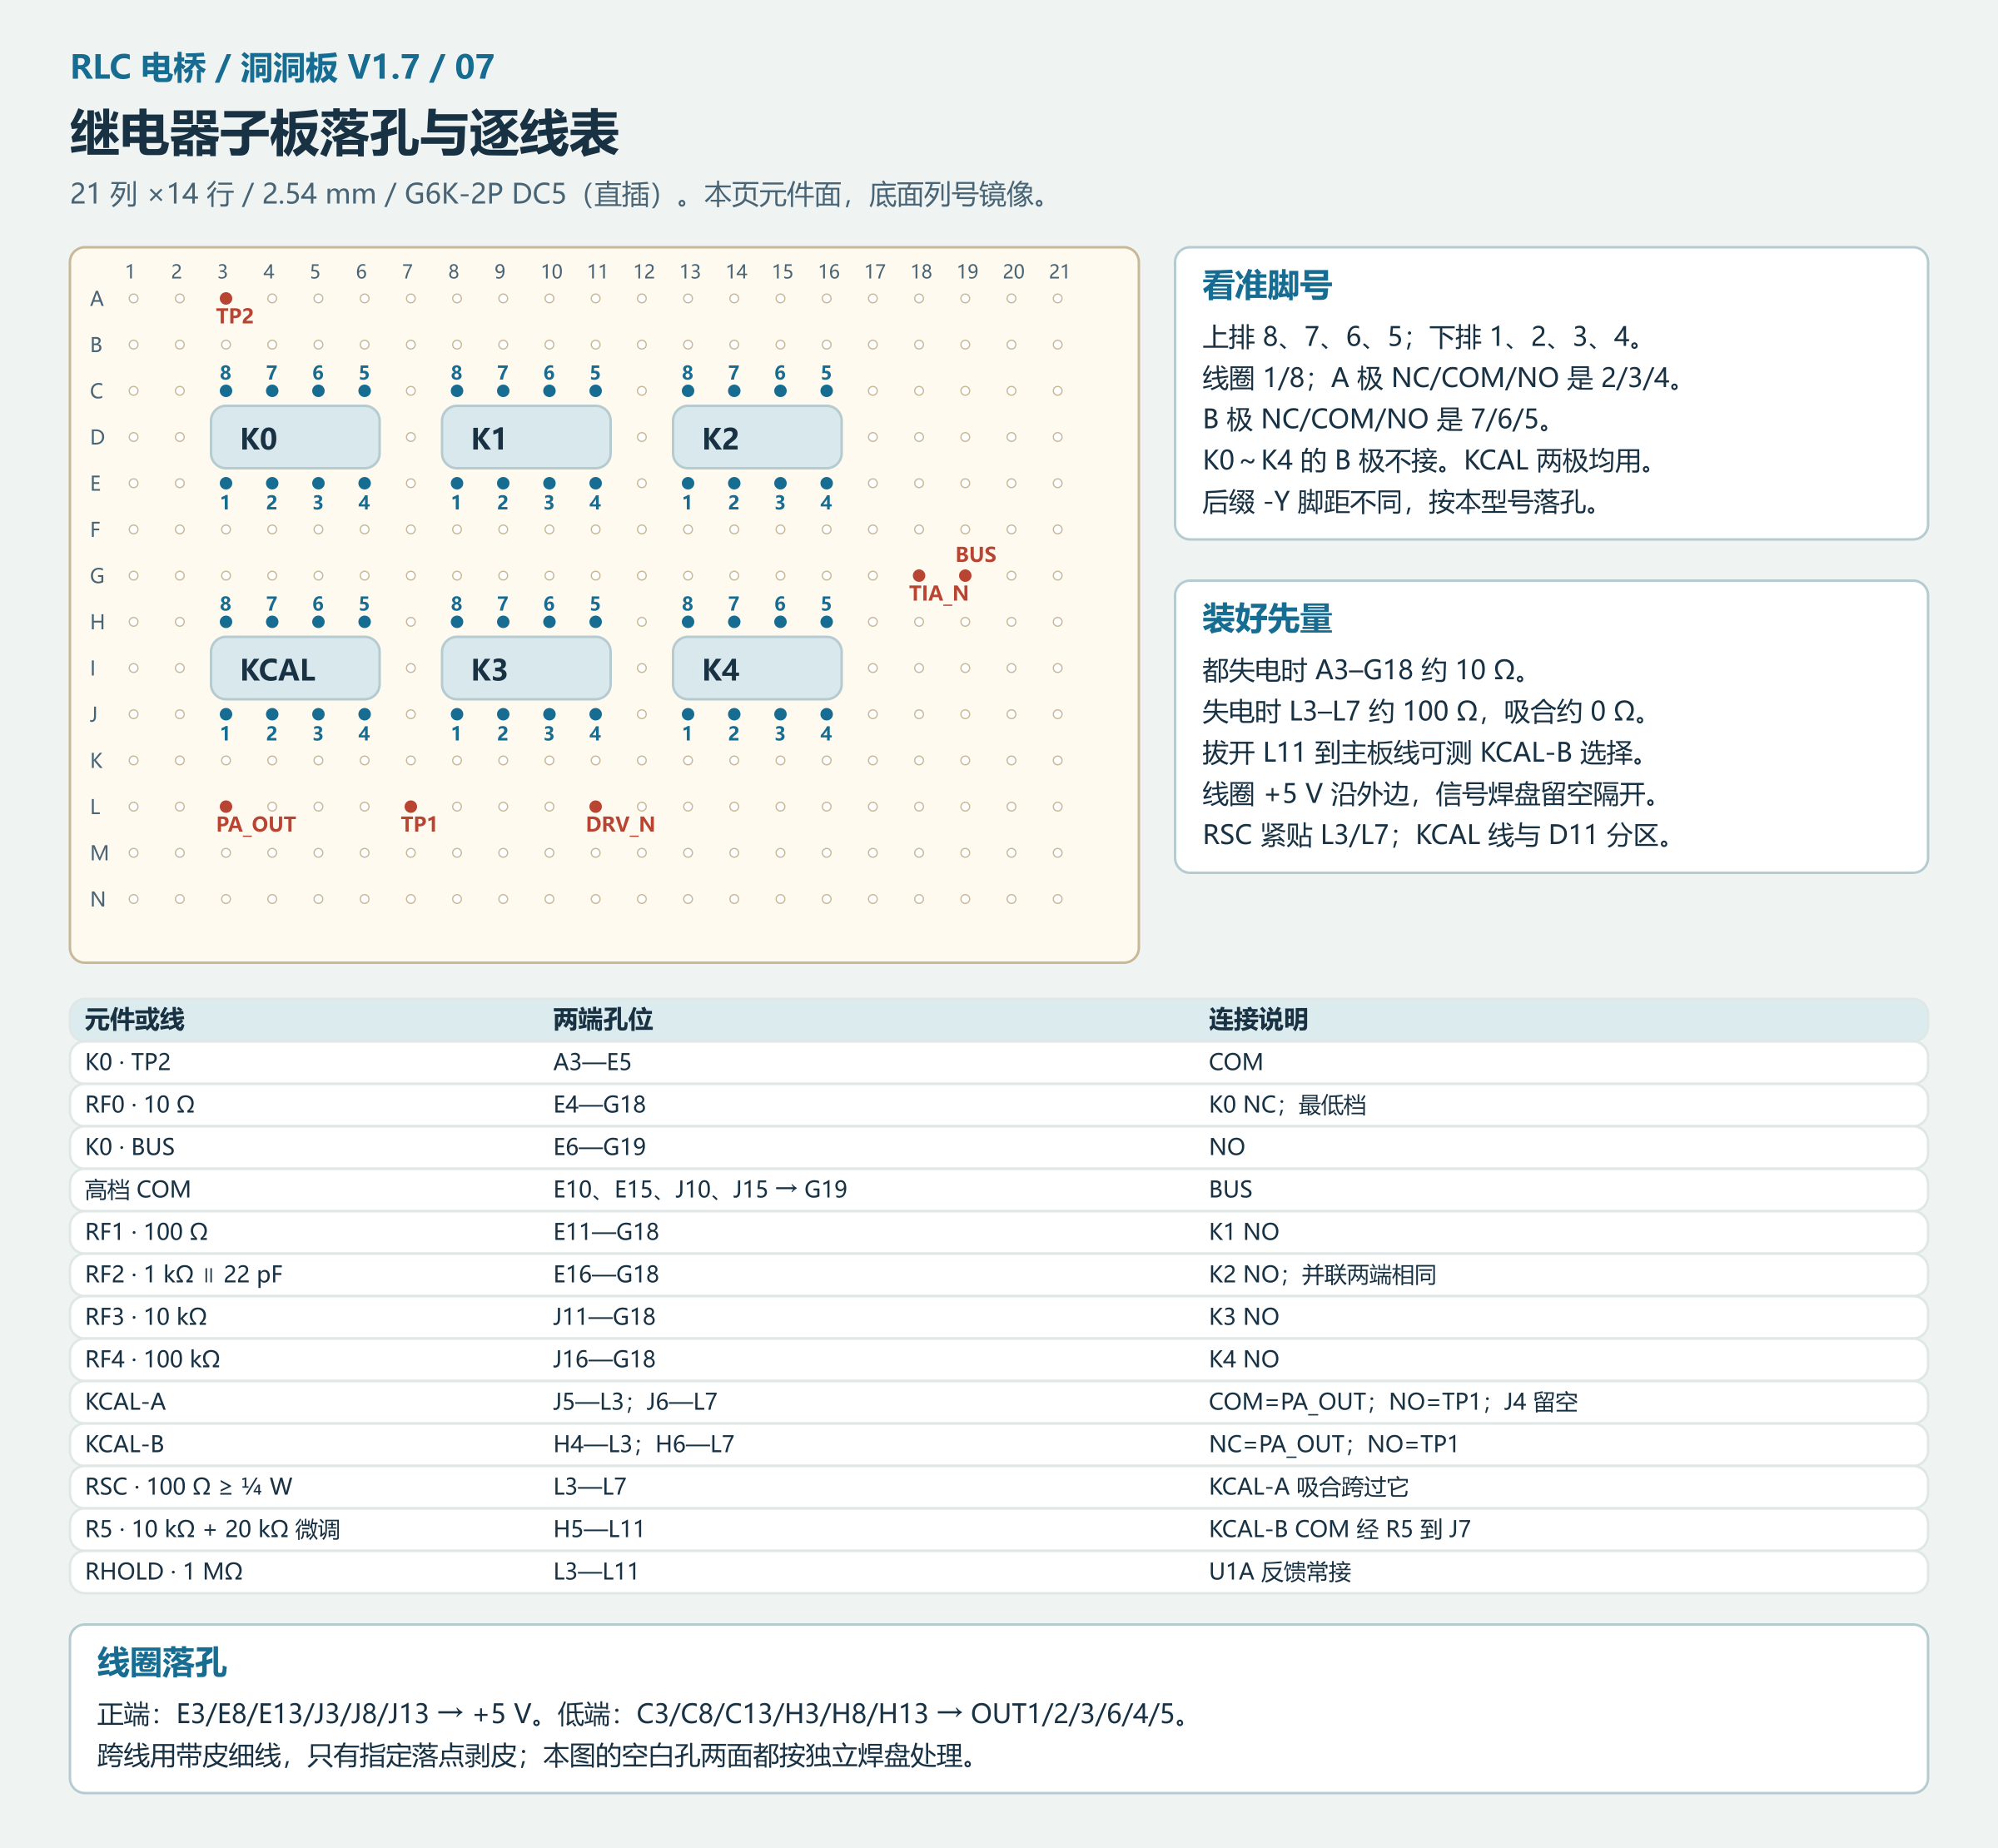 RLC 电桥 / 洞洞板 V1.7 / 07
继电器子板落孔与逐线表
21 列 ×14 行 / 2.54 mm / G6K-2P DC5（直插）。本页元件面，底面列号镜像。
1 2 3 4 5 6 7 8 9 10 11 12 13 14 15 16 17 18 19 20 21
A
TP2
B
8 7 6 5 8 7 6 5 8 7 6 5
C
D K0 K1 K2
E
1 2 3 4 1 2 3 4 1 2 3 4
F
BUS
G
TIA_N
8 7 6 5 8 7 6 5 8 7 6 5
H
I KCAL K3 K4
J
1 2 3 4 1 2 3 4 1 2 3 4
K
L
PA_OUT TP1 DRV_N
M
N
看准脚号
上排 8、7、6、5；下排 1、2、3、4。
线圈 1/8；A 极 NC/COM/NO 是 2/3/4。
B 极 NC/COM/NO 是 7/6/5。
K0～K4 的 B 极不接。KCAL 两极均用。
后缀 -Y 脚距不同，按本型号落孔。
装好先量
都失电时 A3–G18 约 10 Ω。
失电时 L3–L7 约 100 Ω，吸合约 0 Ω。
拔开 L11 到主板线可测 KCAL-B 选择。
线圈 +5 V 沿外边，信号焊盘留空隔开。
RSC 紧贴 L3/L7；KCAL 线与 D11 分区。
元件或线 两端孔位 连接说明
K0 · TP2 A3—E5 COM
RF0 · 10 Ω E4—G18 K0 NC；最低档
K0 · BUS E6—G19 NO
高档 COM E10、E15、J10、J15 → G19 BUS
RF1 · 100 Ω E11—G18 K1 NO
RF2 · 1 kΩ ∥ 22 pF E16—G18 K2 NO；并联两端相同
RF3 · 10 kΩ J11—G18 K3 NO
RF4 · 100 kΩ J16—G18 K4 NO
KCAL-A J5—L3；J6—L7 COM=PA_OUT；NO=TP1；J4 留空
KCAL-B H4—L3；H6—L7 NC=PA_OUT；NO=TP1
RSC · 100 Ω ≥ ¼ W L3—L7 KCAL-A 吸合跨过它
R5 · 10 kΩ + 20 kΩ 微调 H5—L11 KCAL-B COM 经 R5 到 J7
RHOLD · 1 MΩ L3—L11 U1A 反馈常接
线圈落孔
正端：E3/E8/E13/J3/J8/J13 → +5 V。低端：C3/C8/C13/H3/H8/H13 → OUT1/2/3/6/4/5。
跨线用带皮细线，只有指定落点剥皮；本图的空白孔两面都按独立焊盘处理。